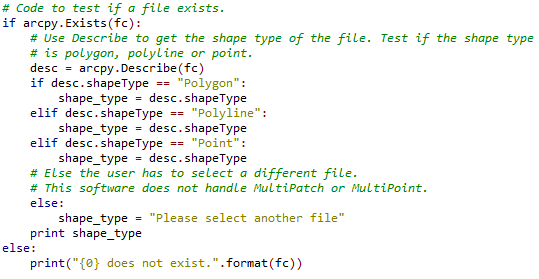 # Code to test if a file exists.
if arcpy.Exists(fc):
    # Use Describe to get the shape type of the file. Test if the shape type
    # is polygon, polyline or point.
    desc = arcpy.Describe(fc)
    if desc.shapeType == "Polygon":
        shape_type = desc.shapeType
    elif desc.shapeType == "Polyline":
        shape_type = desc.shapeType
    elif desc.shapeType == "Point":
        shape_type = desc.shapeType
    # Else the user has to select a different file.
    # This software does not handle MultiPatch or MultiPoint.
    else:
        shape_type = "Please select another file"
    print shape_type
else:
    print("{0} does not exist.".format(fc))